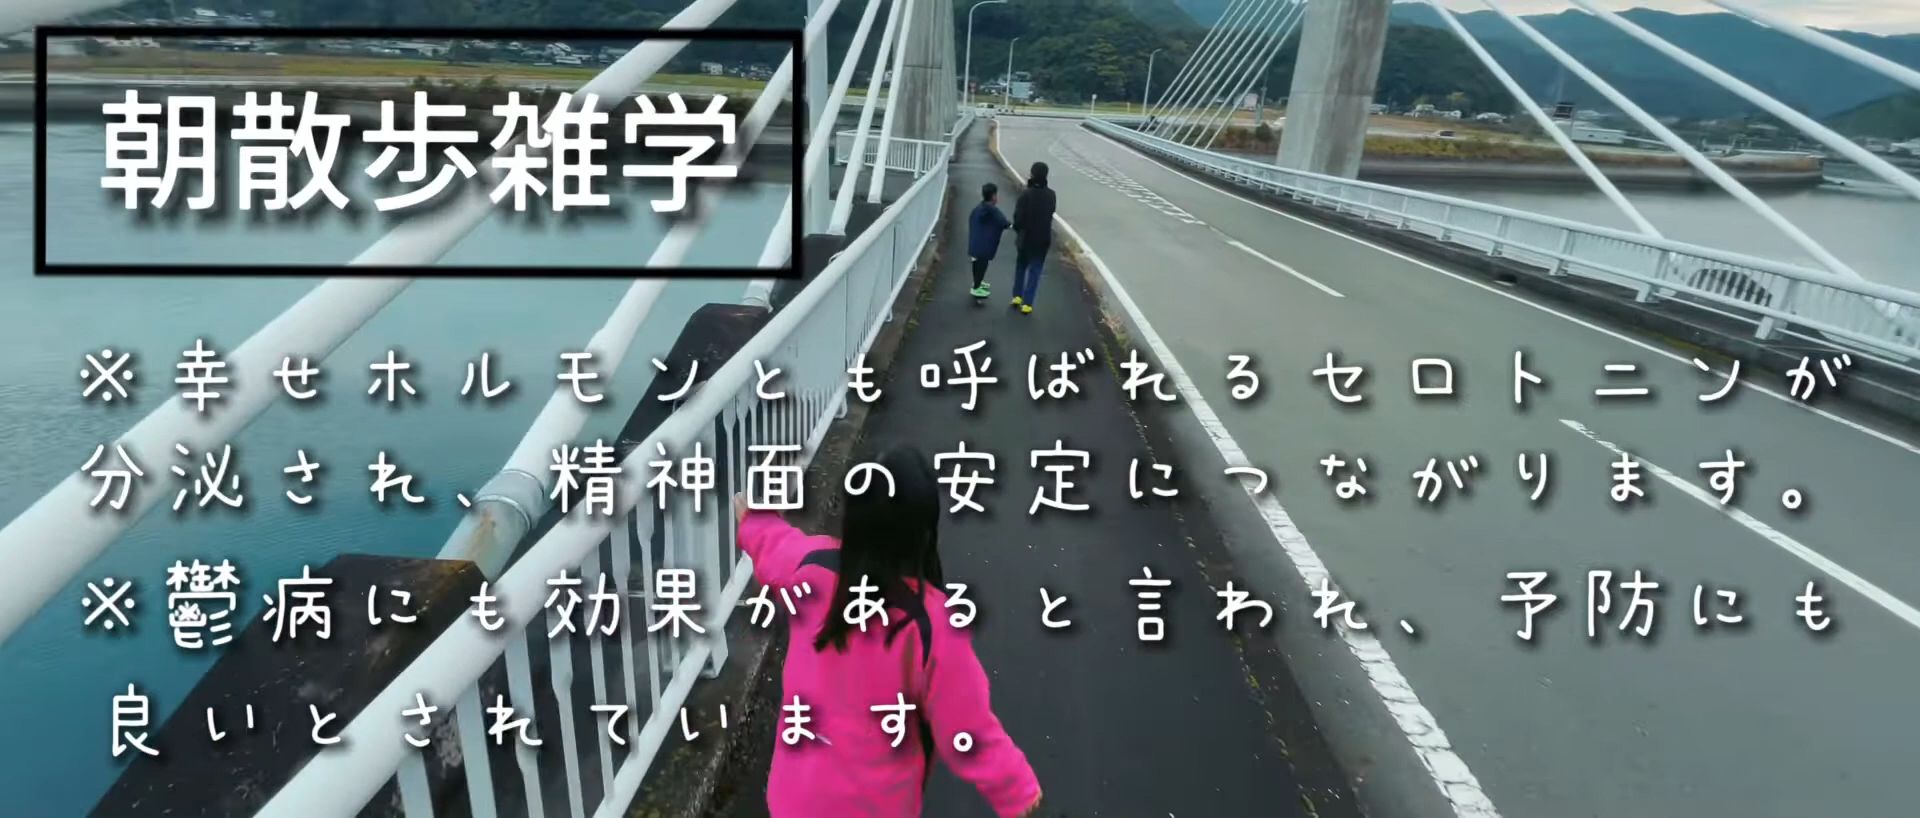 朝散歩雑学
※幸せホルモンとも呼ばれるセロトニンが
分泌され、精神面の安定につながります。
※鬱病にも効果があると言われ、予防にも
良いとされています。